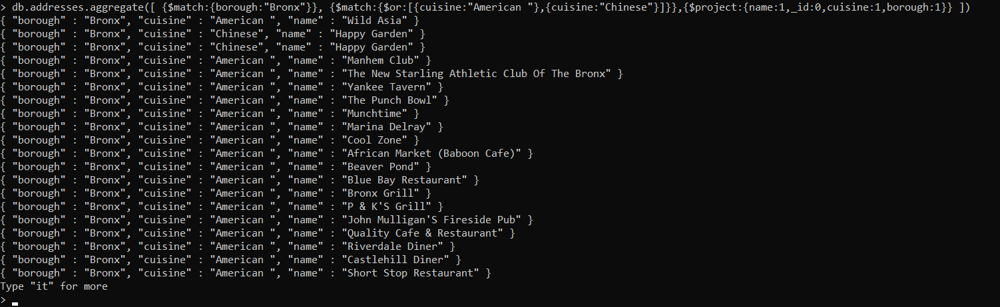 > db.addresses.aggregate([ {$match:{borough:"Bronx"}}, {$match:{$or:[{cuisine:"American "},{cuisine:"Chinese"}]}},{$project:{name:1,_id:0,cuisine:1,borough:1}} ])
{ "borough" : "Bronx", "cuisine" : "American ", "name" : "Wild Asia" }
{ "borough" : "Bronx", "cuisine" : "Chinese", "name" : "Happy Garden" }
{ "borough" : "Bronx", "cuisine" : "Chinese", "name" : "Happy Garden" }
{ "borough" : "Bronx", "cuisine" : "American ", "name" : "Manhem Club" }
{ "borough" : "Bronx", "cuisine" : "American ", "name" : "The New Starling Athletic Club Of The Bronx" }
{ "borough" : "Bronx", "cuisine" : "American ", "name" : "Yankee Tavern" }
{ "borough" : "Bronx", "cuisine" : "American ", "name" : "The Punch Bowl" }
{ "borough" : "Bronx", "cuisine" : "American ", "name" : "Munchtime" }
{ "borough" : "Bronx", "cuisine" : "American ", "name" : "Marina Delray" }
{ "borough" : "Bronx", "cuisine" : "American ", "name" : "Cool Zone" }
{ "borough" : "Bronx", "cuisine" : "American ", "name" : "African Market (Baboon Cafe)" }
{ "borough" : "Bronx", "cuisine" : "American ", "name" : "Beaver Pond" }
{ "borough" : "Bronx", "cuisine" : "American ", "name" : "Blue Bay Restaurant" }
{ "borough" : "Bronx", "cuisine" : "American ", "name" : "Bronx Grill" }
{ "borough" : "Bronx", "cuisine" : "American ", "name" : "P & K'S Grill" }
{ "borough" : "Bronx", "cuisine" : "American ", "name" : "John Mulligan'S Fireside Pub" }
{ "borough" : "Bronx", "cuisine" : "American ", "name" : "Quality Cafe & Restaurant" }
{ "borough" : "Bronx", "cuisine" : "American ", "name" : "Riverdale Diner" }
{ "borough" : "Bronx", "cuisine" : "American ", "name" : "Castlehill Diner" }
{ "borough" : "Bronx", "cuisine" : "American ", "name" : "Short Stop Restaurant" }
Type "it" for more
>